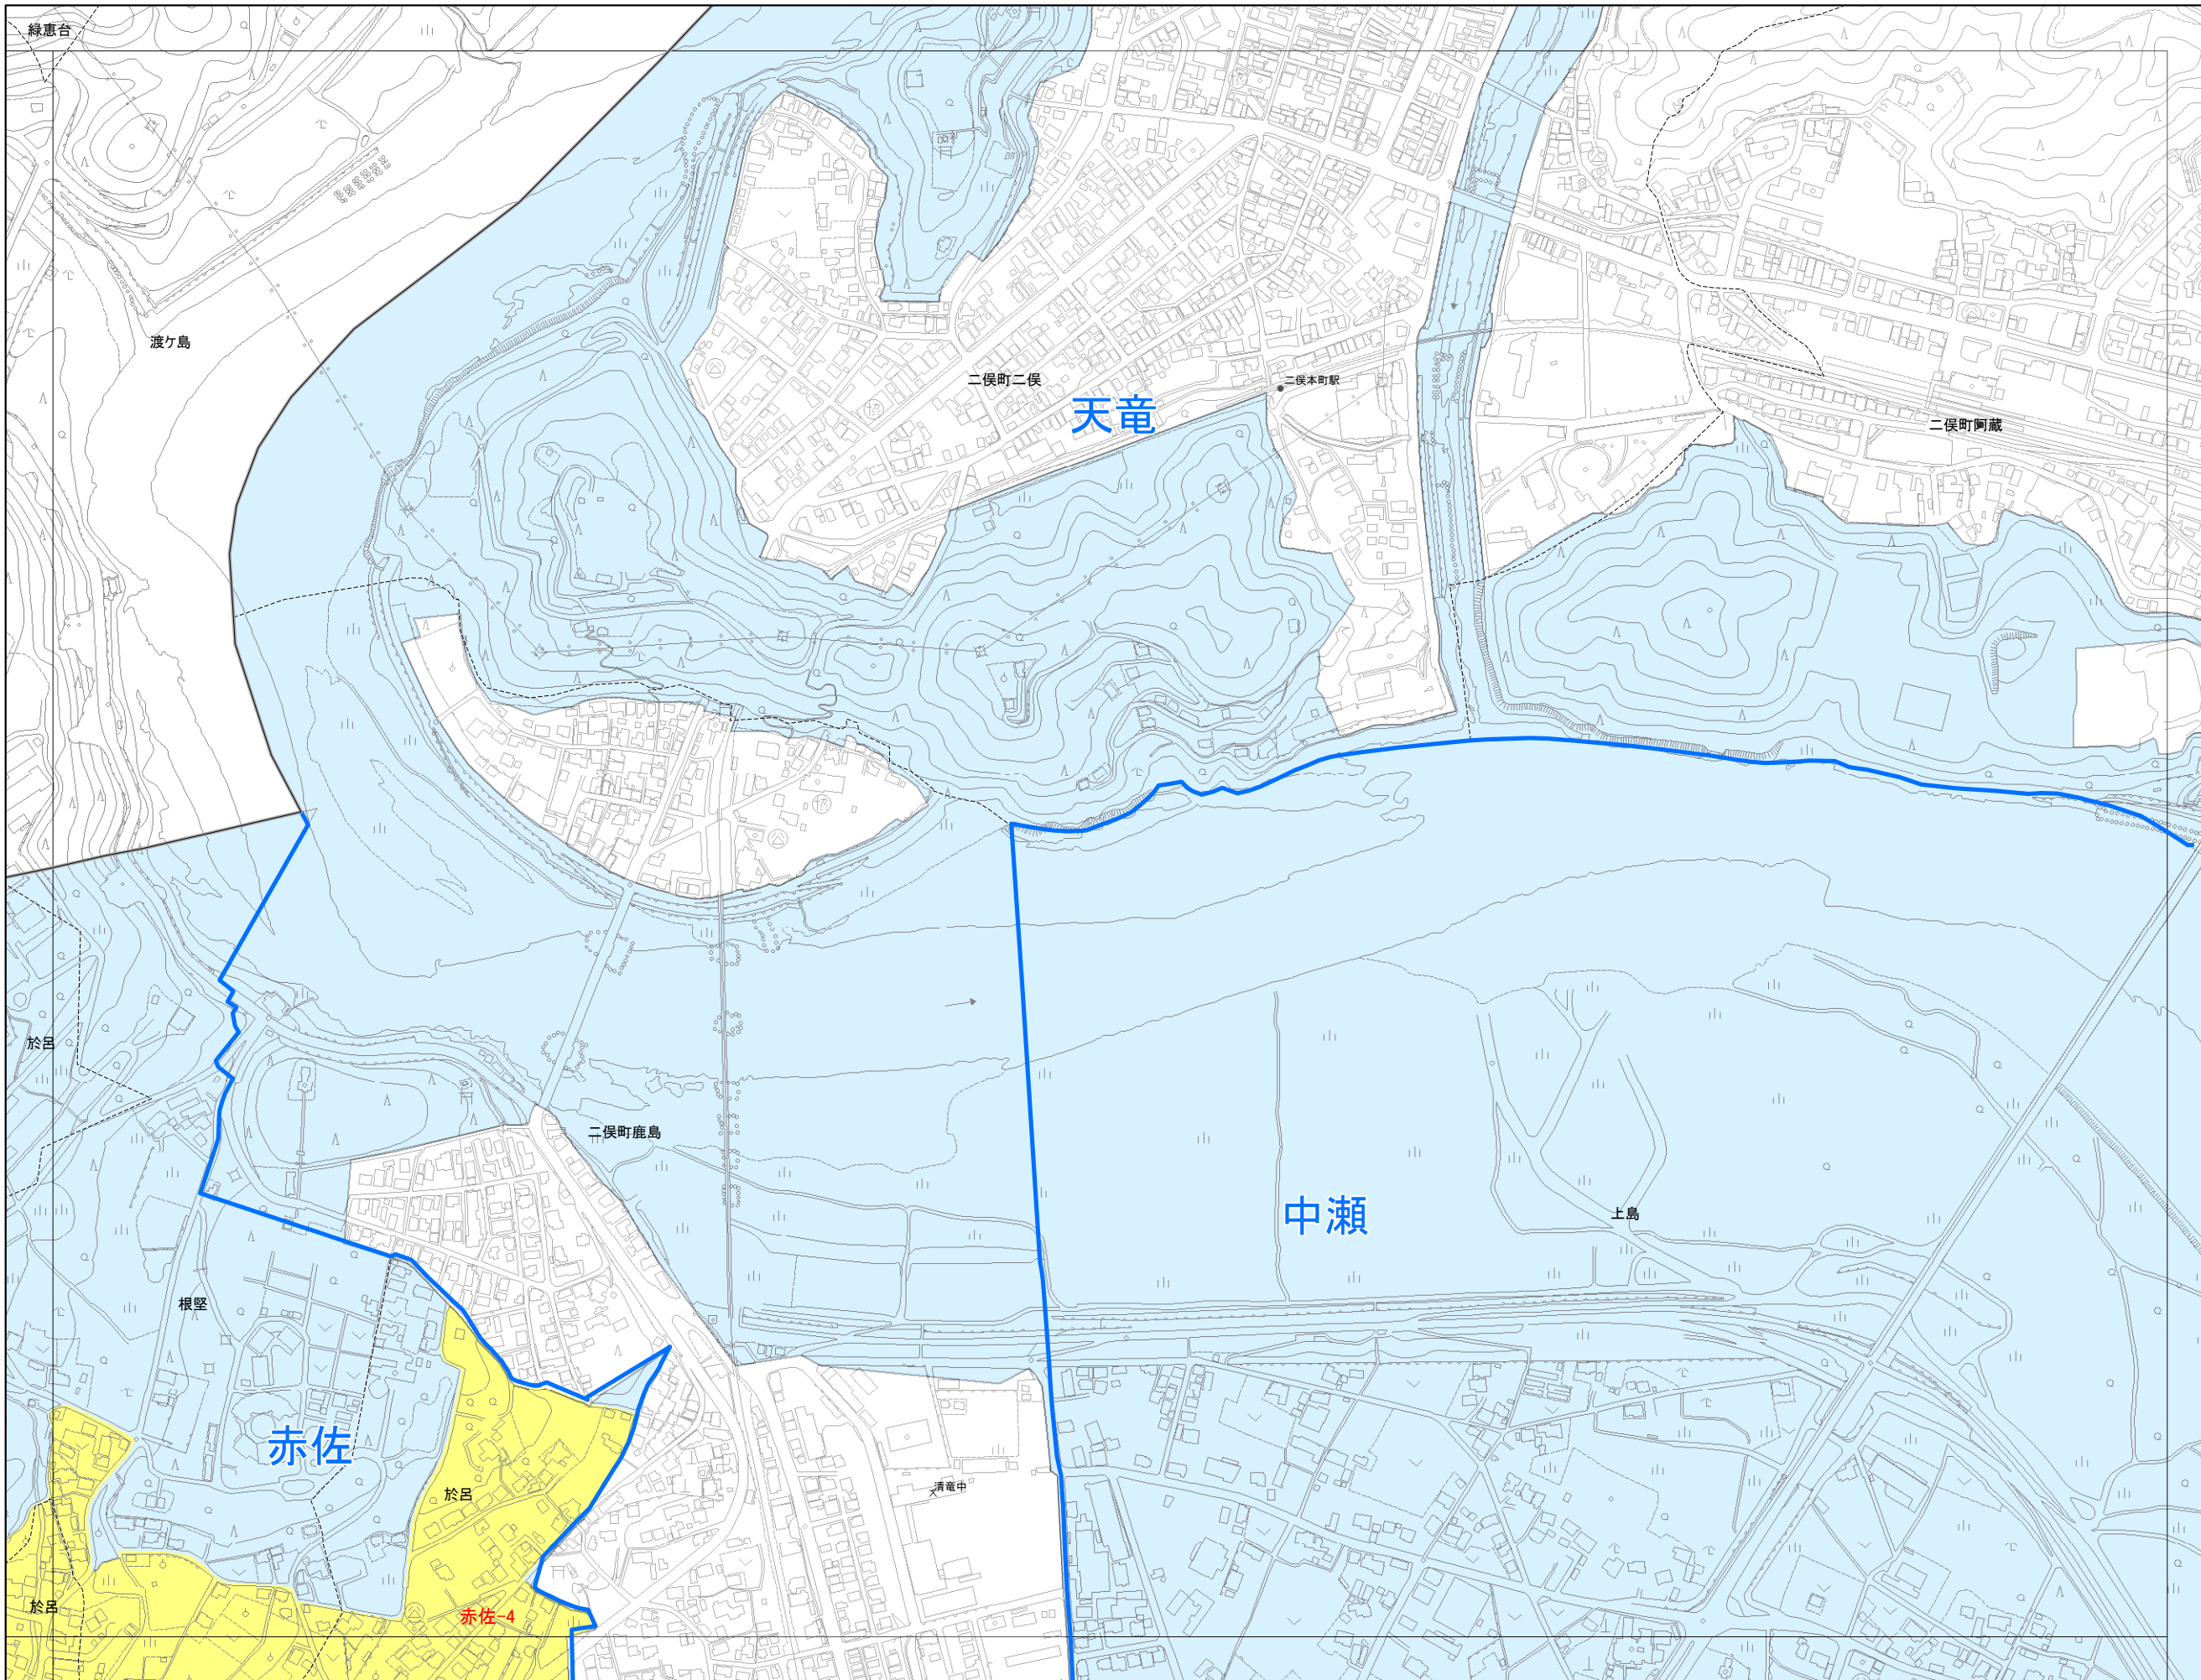 緑恵台
渡ケ島
二俣町二俣
二俣本町駅
天竜
二俣町阿蔵
於呂
二俣町鹿島
中瀬
上島
根堅
赤佐
於呂
清竜中
於呂
赤佐-4